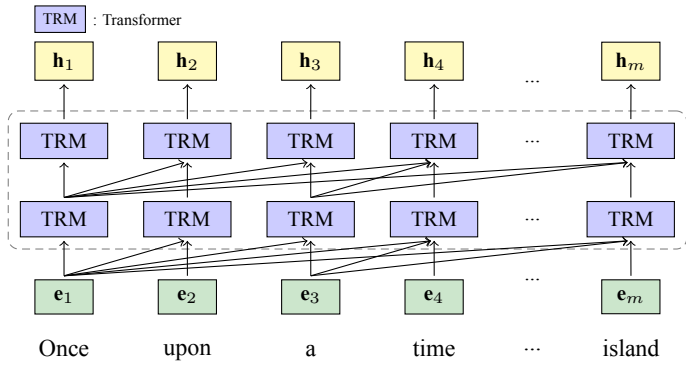 TRM : Transformer
h₁ h₂ h₃ h₄ ... hₘ
TRM TRM TRM TRM ... TRM
TRM TRM TRM TRM ... TRM
e₁ e₂ e₃ e₄ ... eₘ
Once upon a time ... island